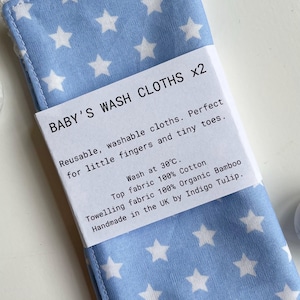 BABY'S WASH CLOTHS x2
Reusable, washable cloths. Perfect
for little fingers and tiny toes.
Wash at 30°C.
Top fabric 100% Cotton
Towelling fabric 100% Organic Bamboo
Handmade in the UK by Indigo Tulip.